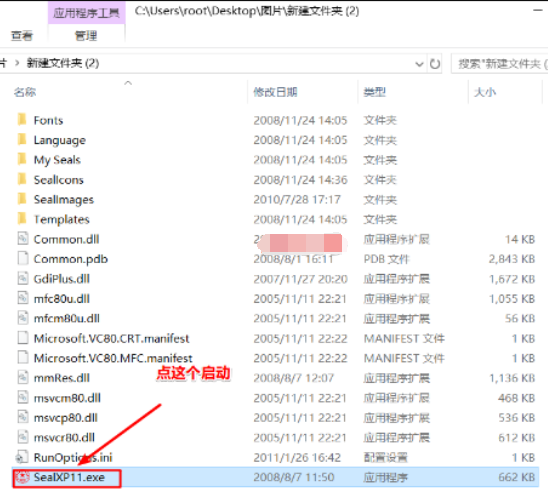 应用程序工具 C:\Users\root\Desktop\图片\新建文件夹 (2)
查看 管理
片 › 新建文件夹 (2) 搜索"新建文件夹 (
名称 修改日期 类型 大小
Fonts 2008/11/24 14:05 文件夹
Language 2008/11/24 14:05 文件夹
My Seals 2008/11/24 14:05 文件夹
SealIcons 2008/11/24 14:36 文件夹
SealImages 2010/7/28 17:17 文件夹
Templates 2008/11/24 14:05 文件夹
Common.dll 应用程序扩展 14 KB
Common.pdb 2008/8/1 16:11 PDB 文件 2,843 KB
GdiPlus.dll 2007/11/27 20:20 应用程序扩展 1,672 KB
mfc80u.dll 2005/11/11 22:21 应用程序扩展 1,055 KB
mfcm80u.dll 2005/11/11 22:21 应用程序扩展 56 KB
Microsoft.VC80.CRT.manifest 2005/11/11 22:22 MANIFEST 文件 1 KB
Microsoft.VC80.MFC.manifest 2005/11/11 22:22 MANIFEST 文件 1 KB
mmRes.dll 点这个启动 2008/8/7 12:07 应用程序扩展 1,136 KB
msvcm80.dll 2005/11/11 22:21 应用程序扩展 468 KB
msvcp80.dll 2005/11/11 22:21 应用程序扩展 536 KB
msvcr80.dll 2005/11/11 22:21 应用程序扩展 612 KB
RunOptions.ini 2011/1/26 16:42 配置设置 1 KB
SealXP11.exe 2008/8/7 11:50 应用程序 662 KB